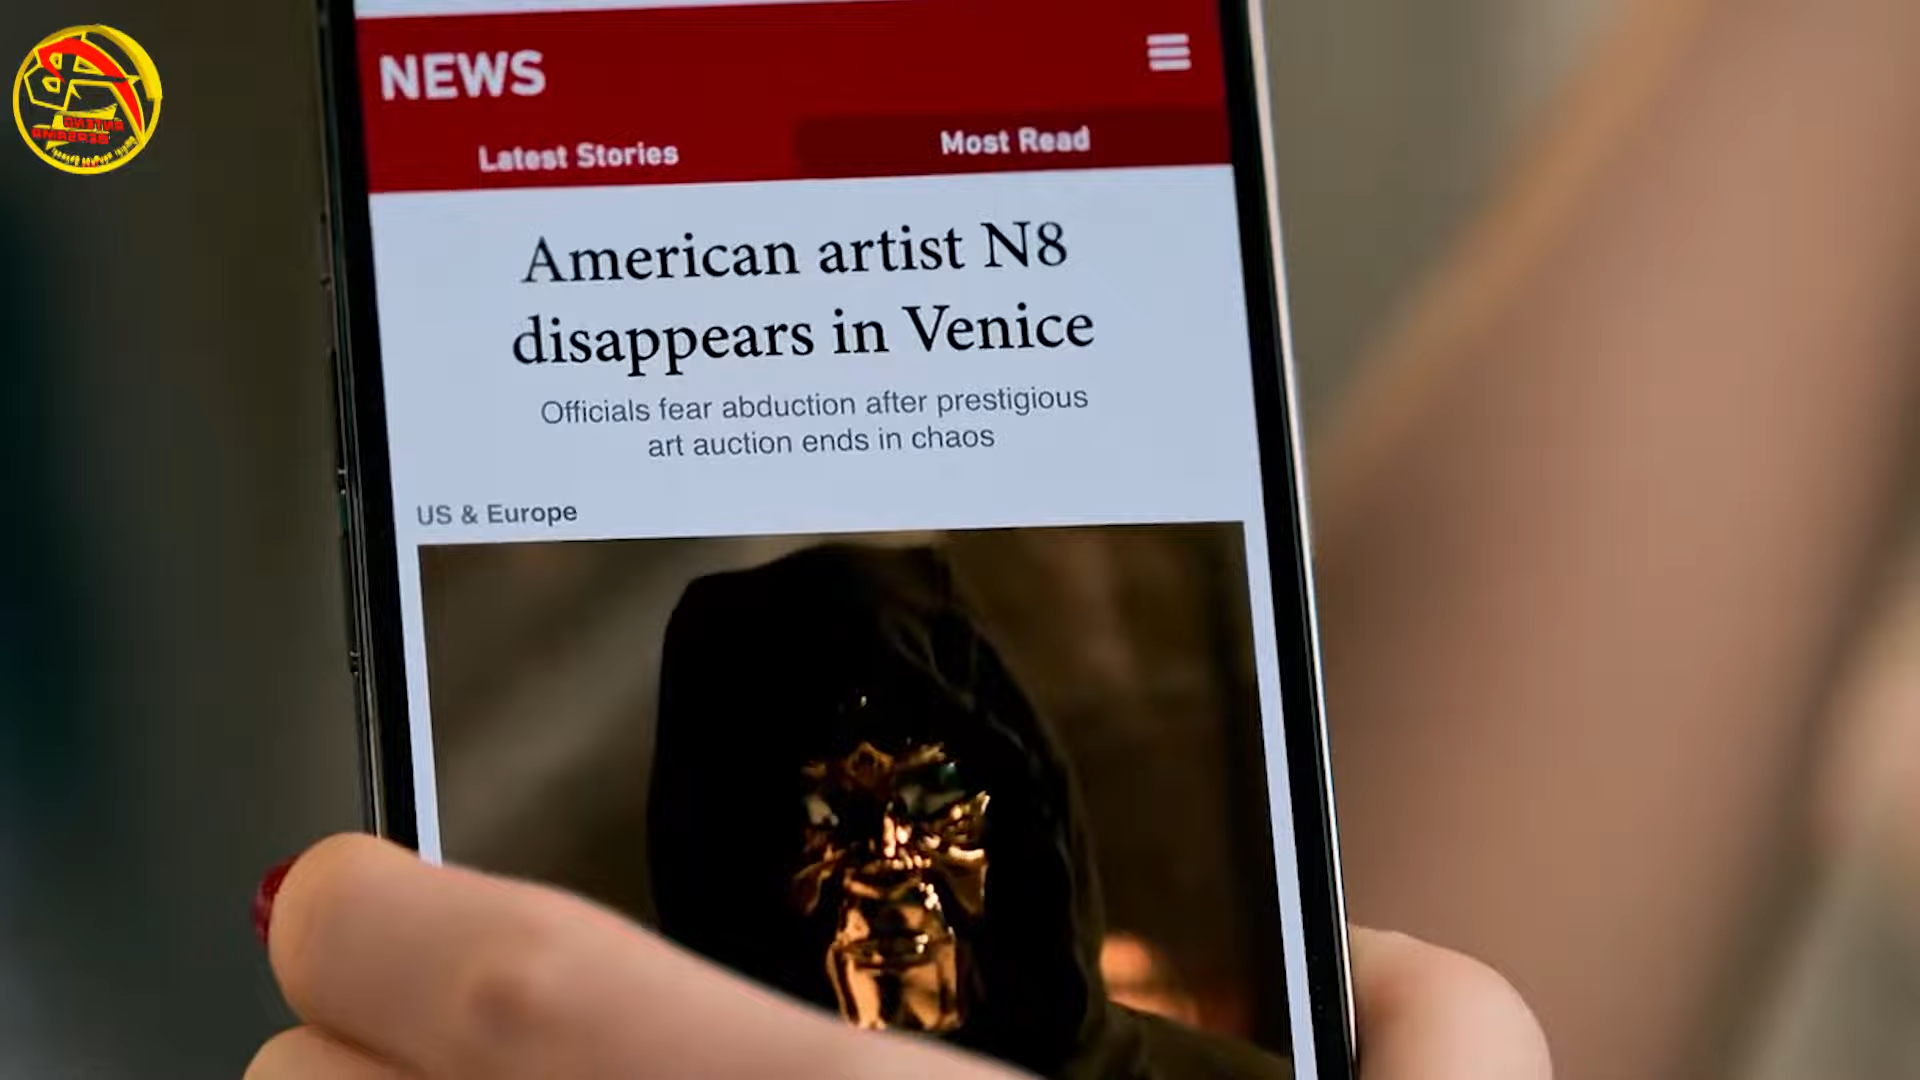 NEWS
Latest Stories
Most Read
American artist N8
disappears in Venice
Officials fear abduction after prestigious
art auction ends in chaos
US & Europe